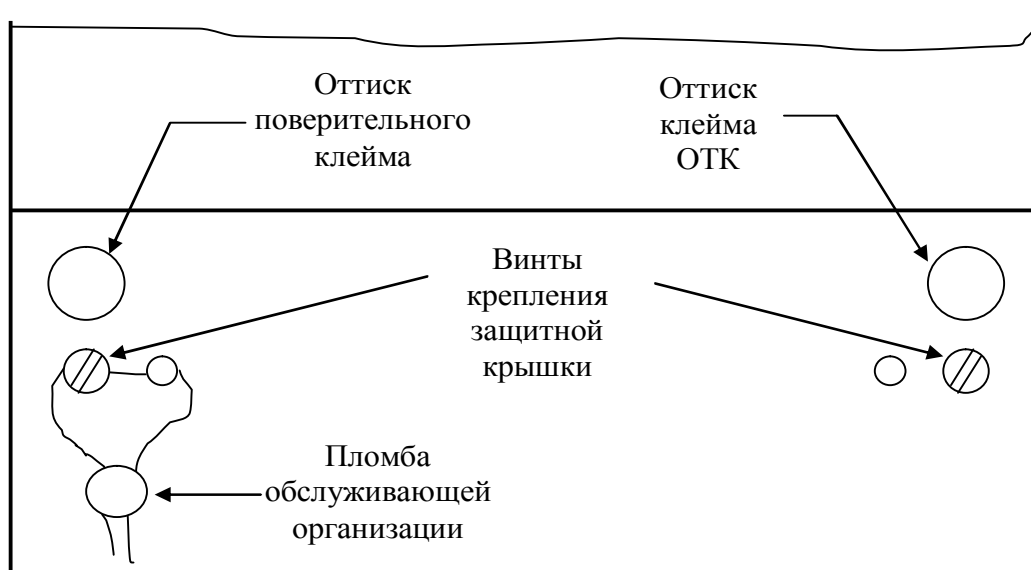 Оттиск
поверительного
клейма
Оттиск
клейма
ОТК
Винты
крепления
защитной
крышки
Пломба
обслуживающей
организации